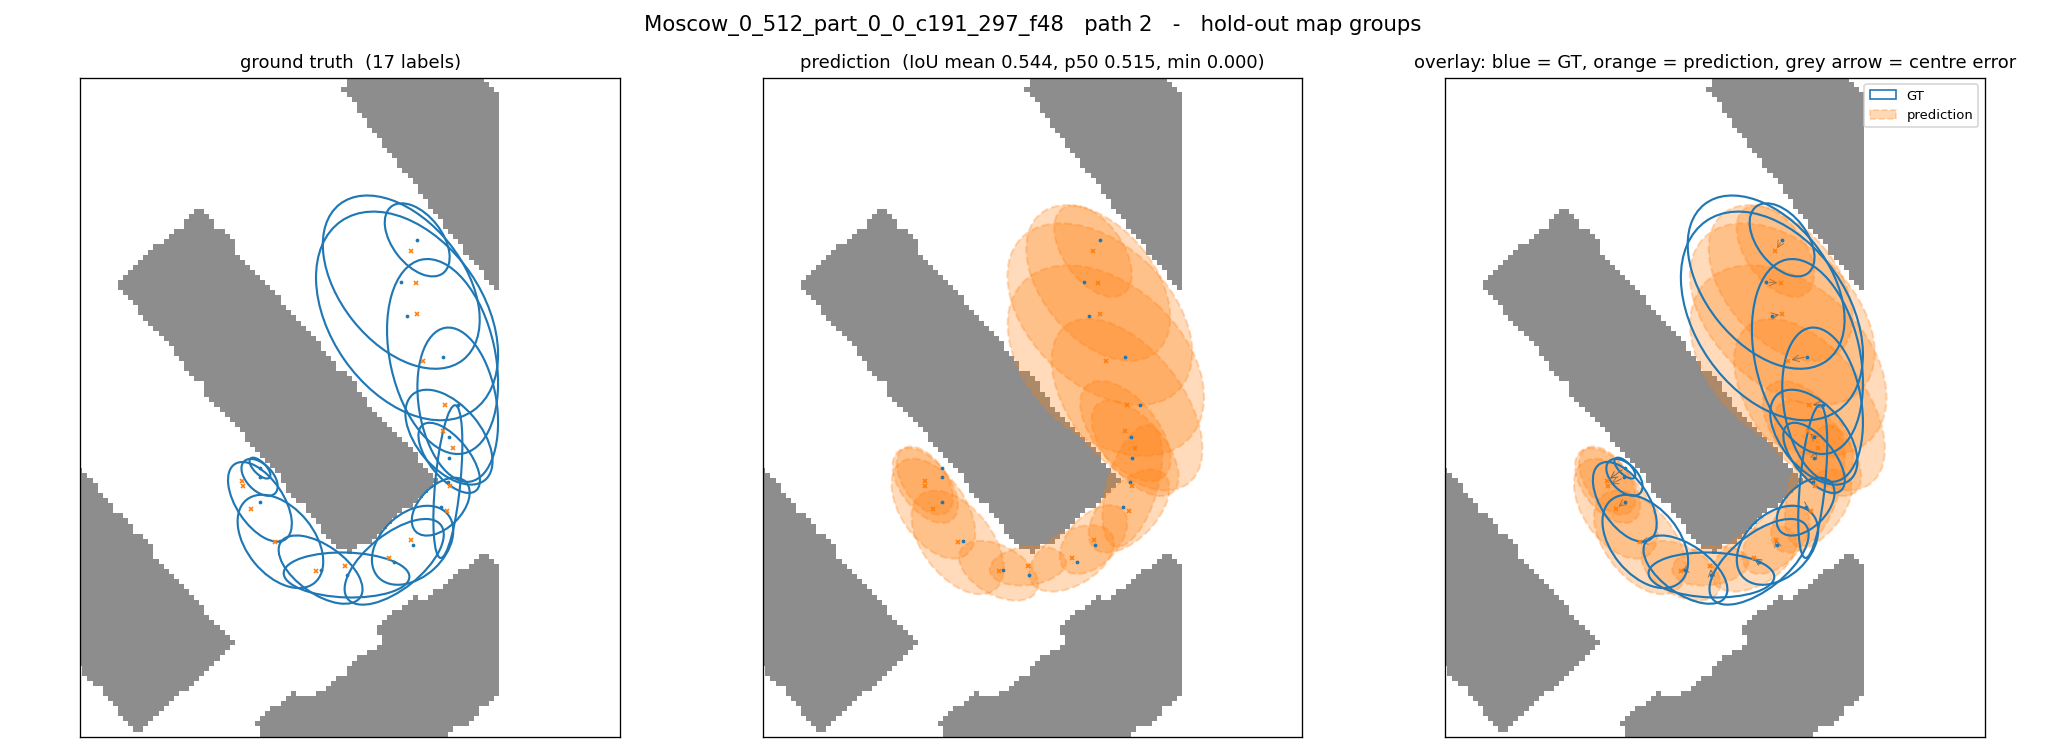 Moscow_0_512_part_0_0_c191_297_f48 path 2 - hold-out map groups
ground truth (17 labels)
prediction (IoU mean 0.544, p50 0.515, min 0.000)
overlay: blue = GT, orange = prediction, grey arrow = centre error
GT
prediction